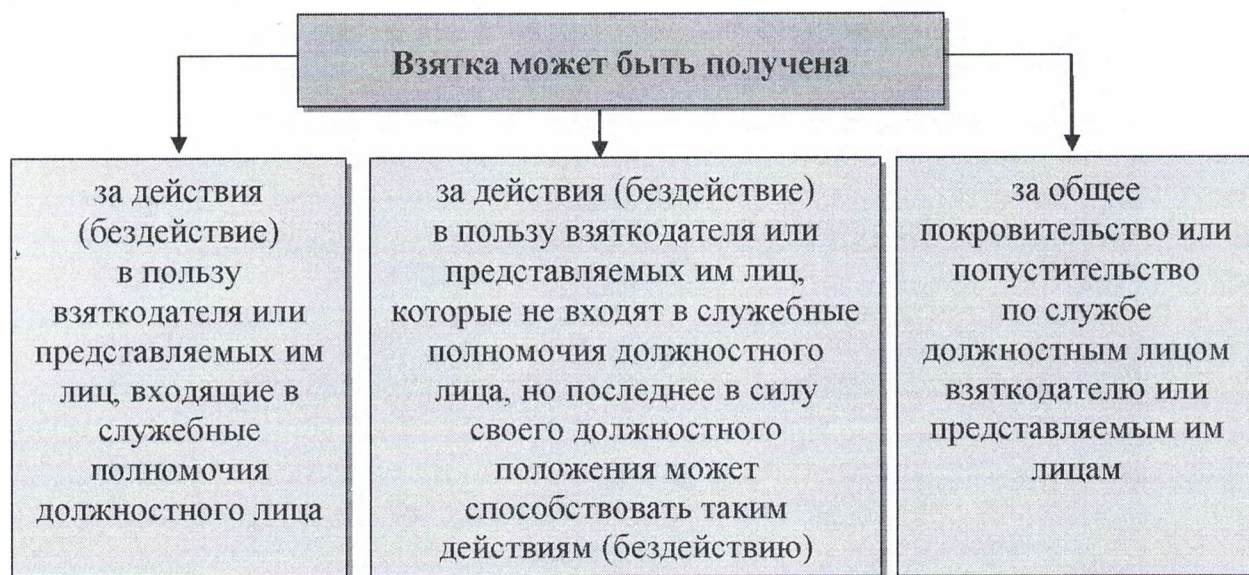 Взятка может быть получена
за действия
(бездействие)
в пользу
взяткодателя или
представляемых им
лиц, входящие в
служебные
полномочия
должностного лица
за действия (бездействие)
в пользу взяткодателя или
представляемых им лиц,
которые не входят в служебные
полномочия должностного
лица, но последнее в силу
своего должностного
положения может
способствовать таким
действиям (бездействию)
за общее
покровительство или
попустительство
по службе
должностным лицом
взяткодателю или
представляемым им
лицам